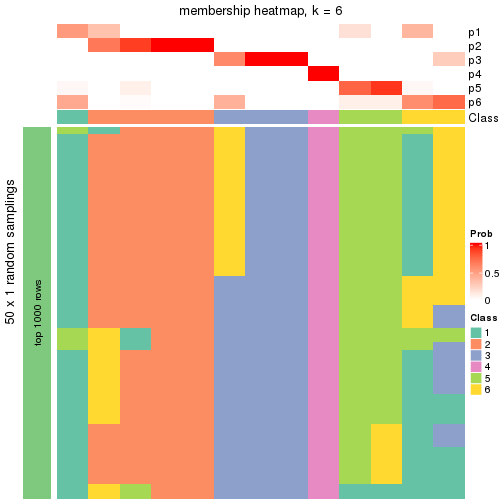 membership heatmap, k = 6
p1
p2
p3
p4
p5
p6
Class
50 x 1 random samplings
top 1000 rows
Prob
1
0.5
0
Class
1
2
3
4
5
6